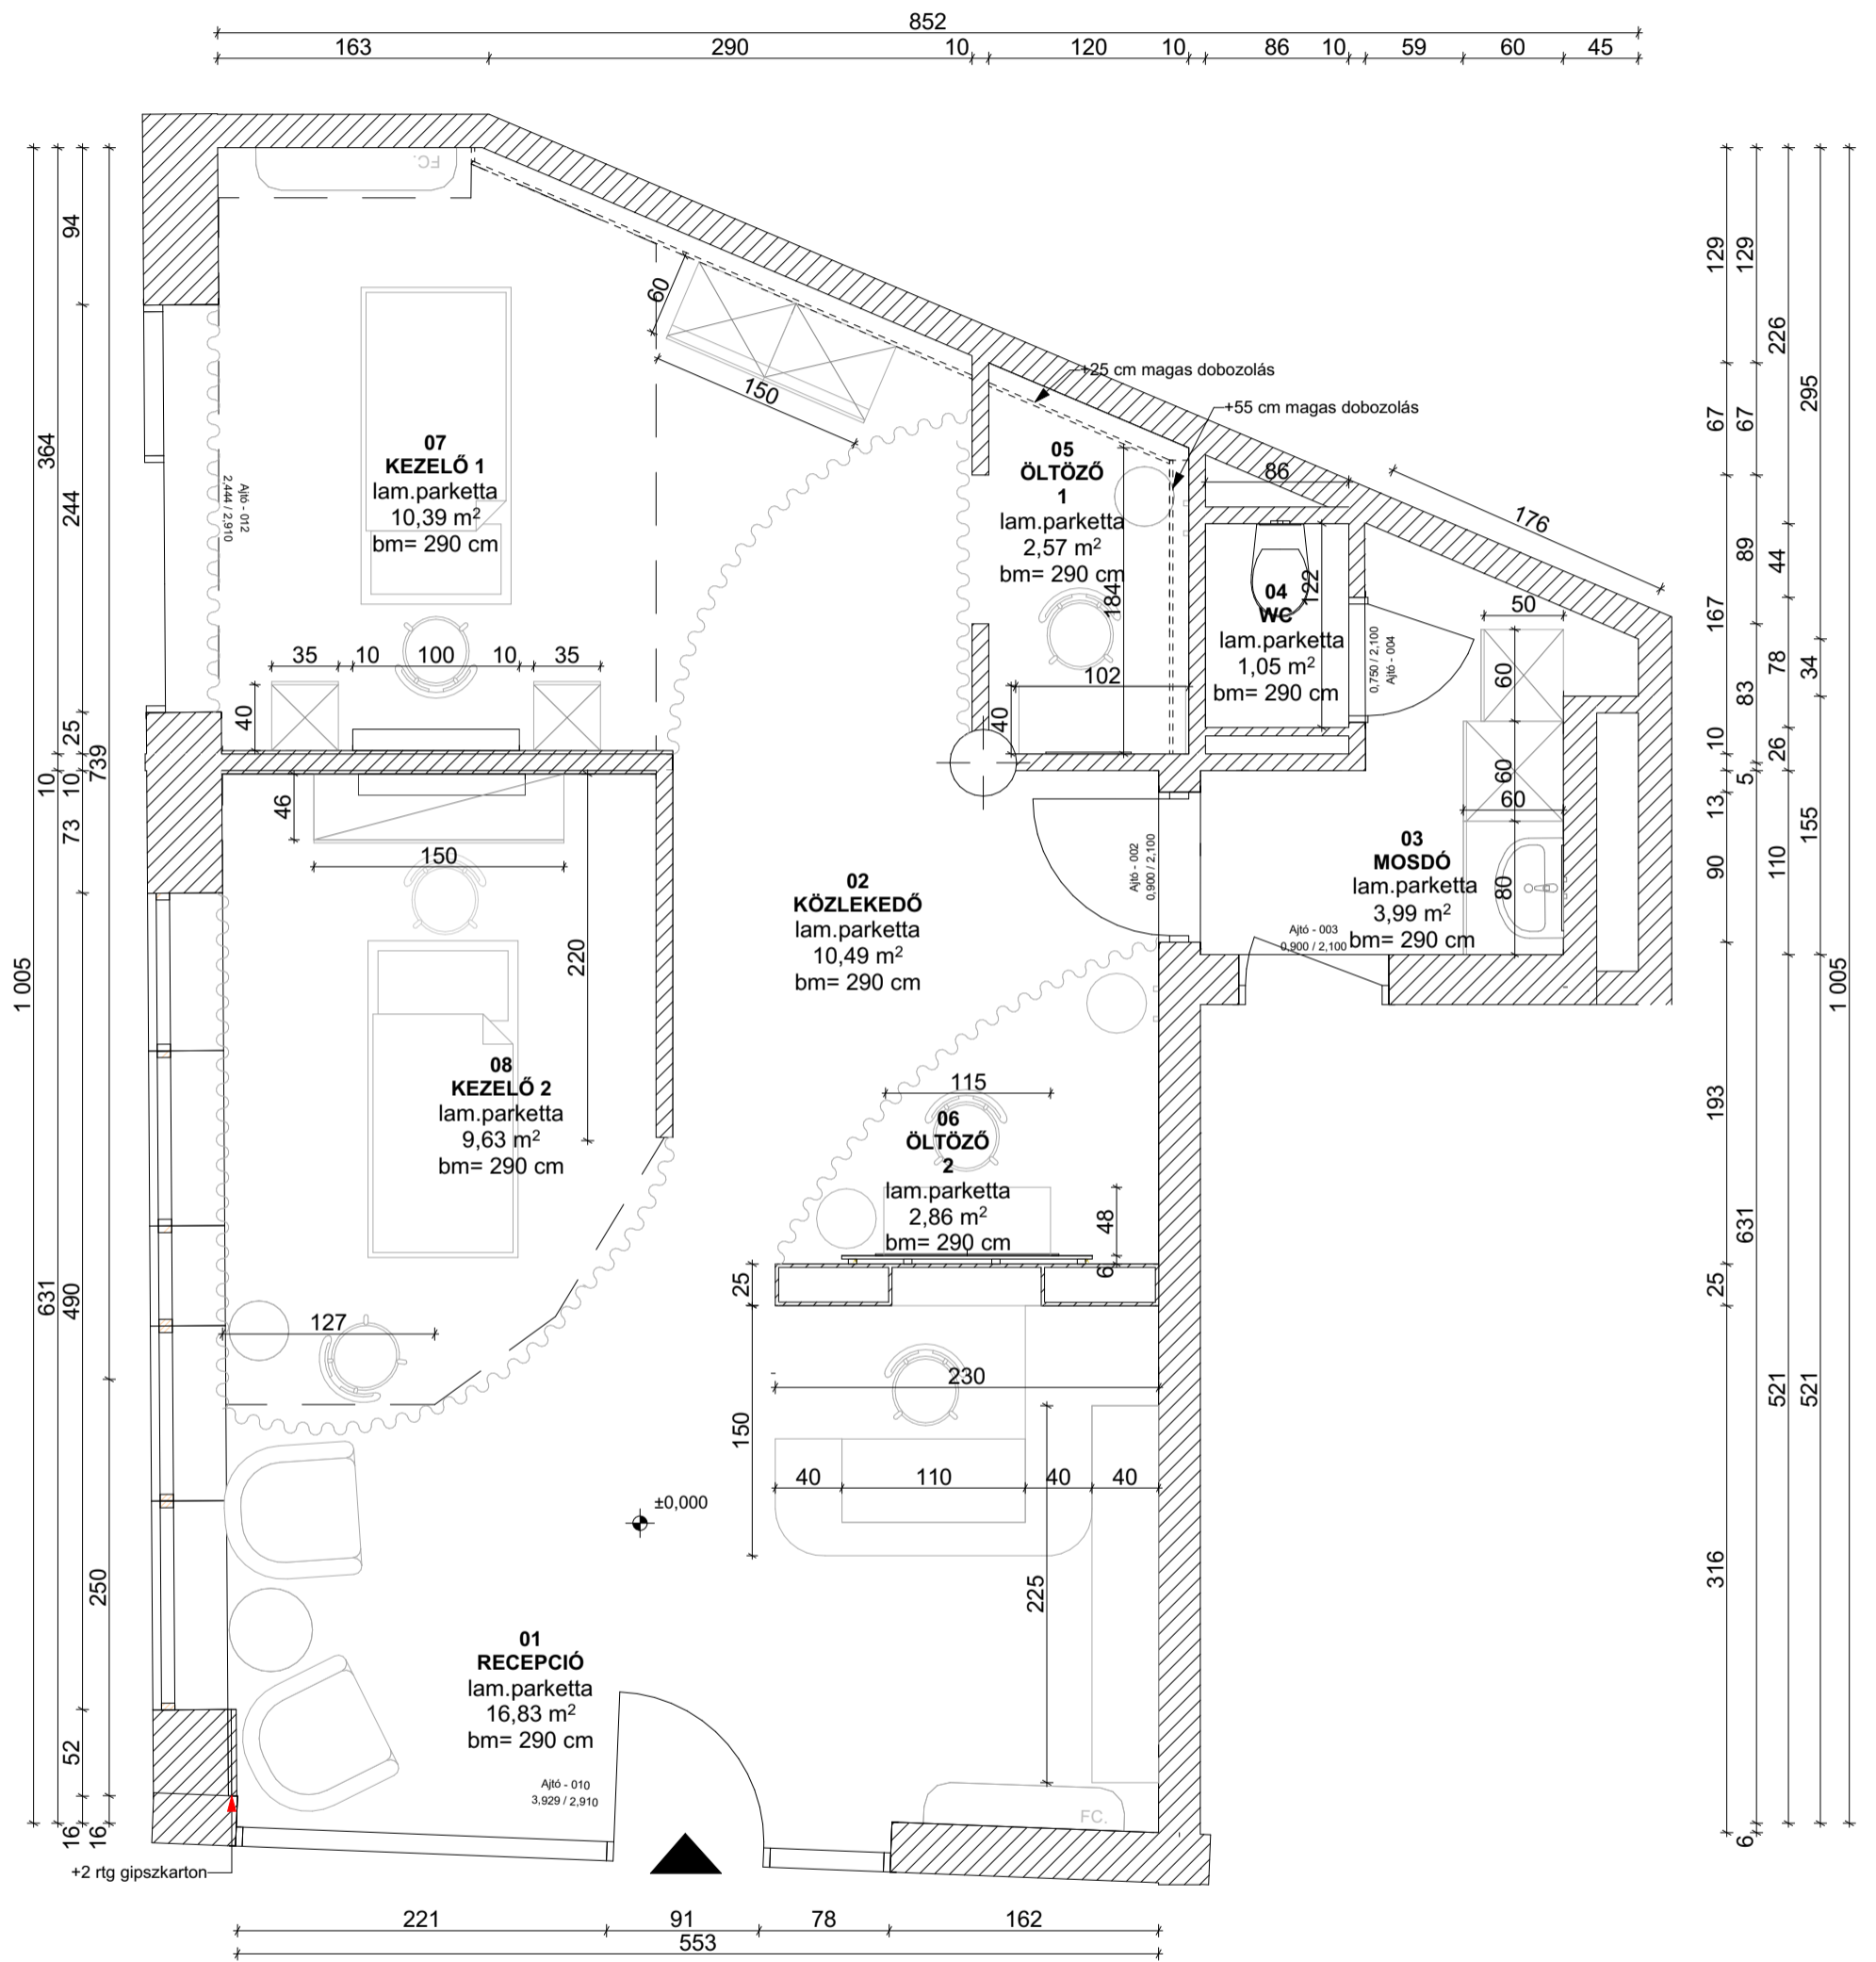 852
163 290 10 120 10 86 10 59 60 45
FC.
94
364
244
25
739
10
10
73
1 005
631
490
250
52
16
16
129
129
226
295
67
67
89
44
167
78
34
83
10
26
5
13
155
90
110
1 005
193
631
25
521
521
316
6
60
150
+25 cm magas dobozolás
+55 cm magas dobozolás
86
176
07
KEZELŐ 1
lam.parketta
10,39 m²
bm= 290 cm
Ajtó - 012
2,444 / 2,910
05
ÖLTÖZŐ
1
lam.parketta
2,57 m²
bm= 290 cm
184
102
40
04
WC
lam.parketta
1,05 m²
bm= 290 cm
122
0,750 / 2,100
Ajtó - 004
50
60
60
60
80
35 10 100 10 35
40
46
150
220
02
KÖZLEKEDŐ
lam.parketta
10,49 m²
bm= 290 cm
Ajtó - 002
0,900 / 2,100
03
MOSDÓ
lam.parketta
3,99 m²
bm= 290 cm
Ajtó - 003
0,900 / 2,100
08
KEZELŐ 2
lam.parketta
9,63 m²
bm= 290 cm
127
115
06
ÖLTÖZŐ
2
lam.parketta
2,86 m²
bm= 290 cm
48
6
25
230
150
40 110 40 40
225
±0,000
01
RECEPCIÓ
lam.parketta
16,83 m²
bm= 290 cm
Ajtó - 010
3,929 / 2,910
FC.
+2 rtg gipszkarton
221 91 78 162
553